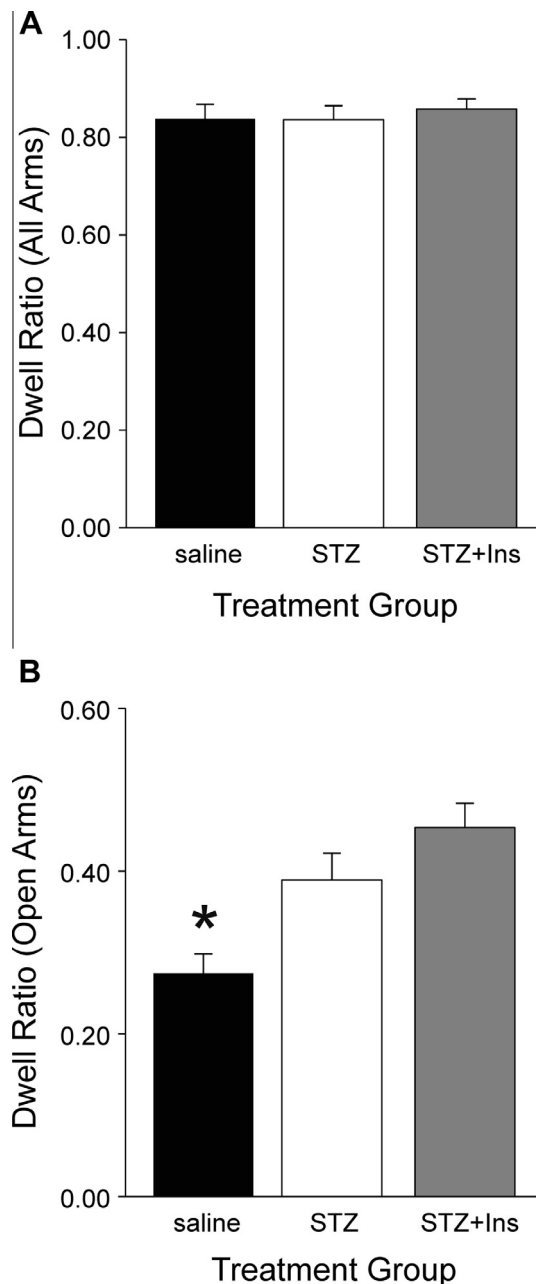 A
Dwell Ratio (All Arms)
1.00
0.80
0.60
0.40
0.20
0.00
saline STZ STZ+Ins
Treatment Group
B
Dwell Ratio (Open Arms)
0.60
0.40
*
0.20
0.00
saline STZ STZ+Ins
Treatment Group